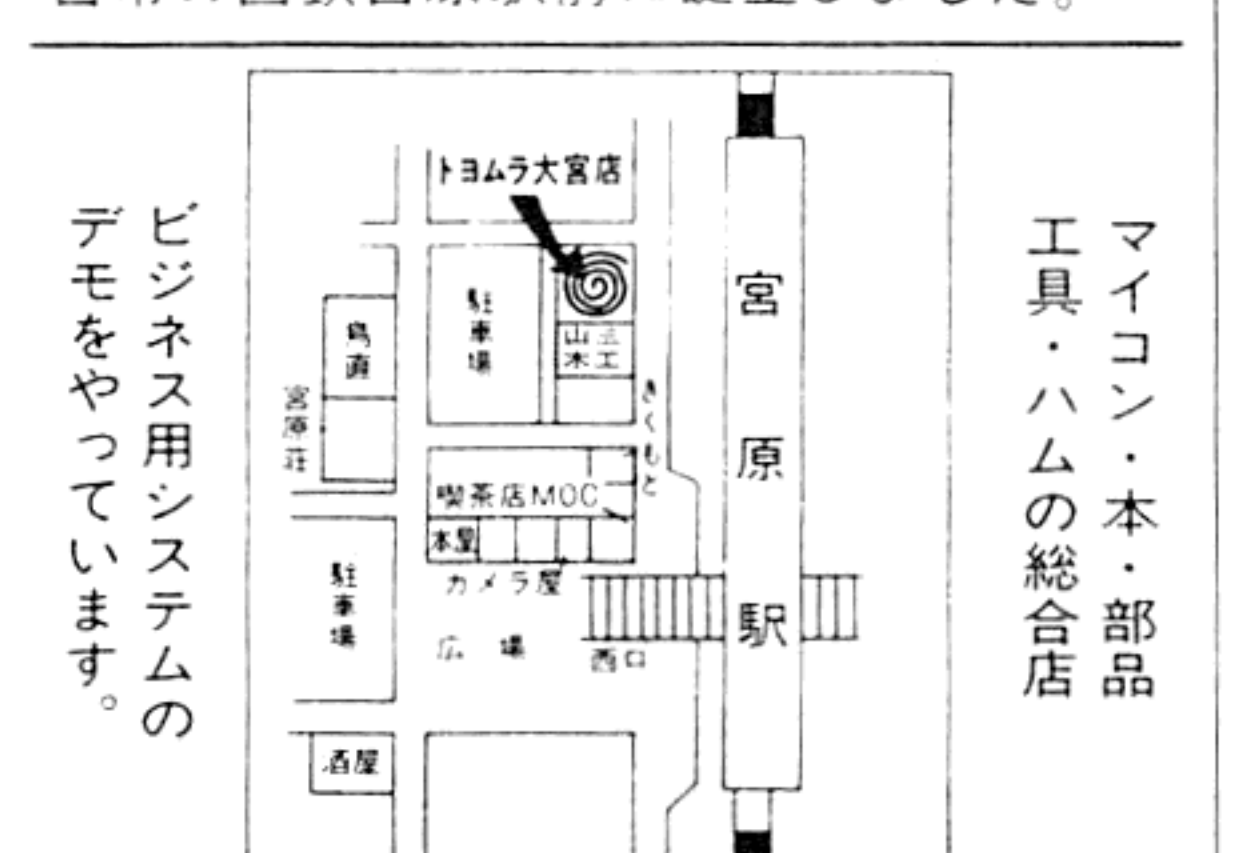 マイコン・本・部品
工具・ハムの総合店
トヨムラ大宮店
駐車場
鳥直
宮原荘
きくもと
喫茶店MOC
本屋
カメラ屋
広場
西口
宮原駅
駐車場
酒屋
ビジネス用システムの
デモをやっています。